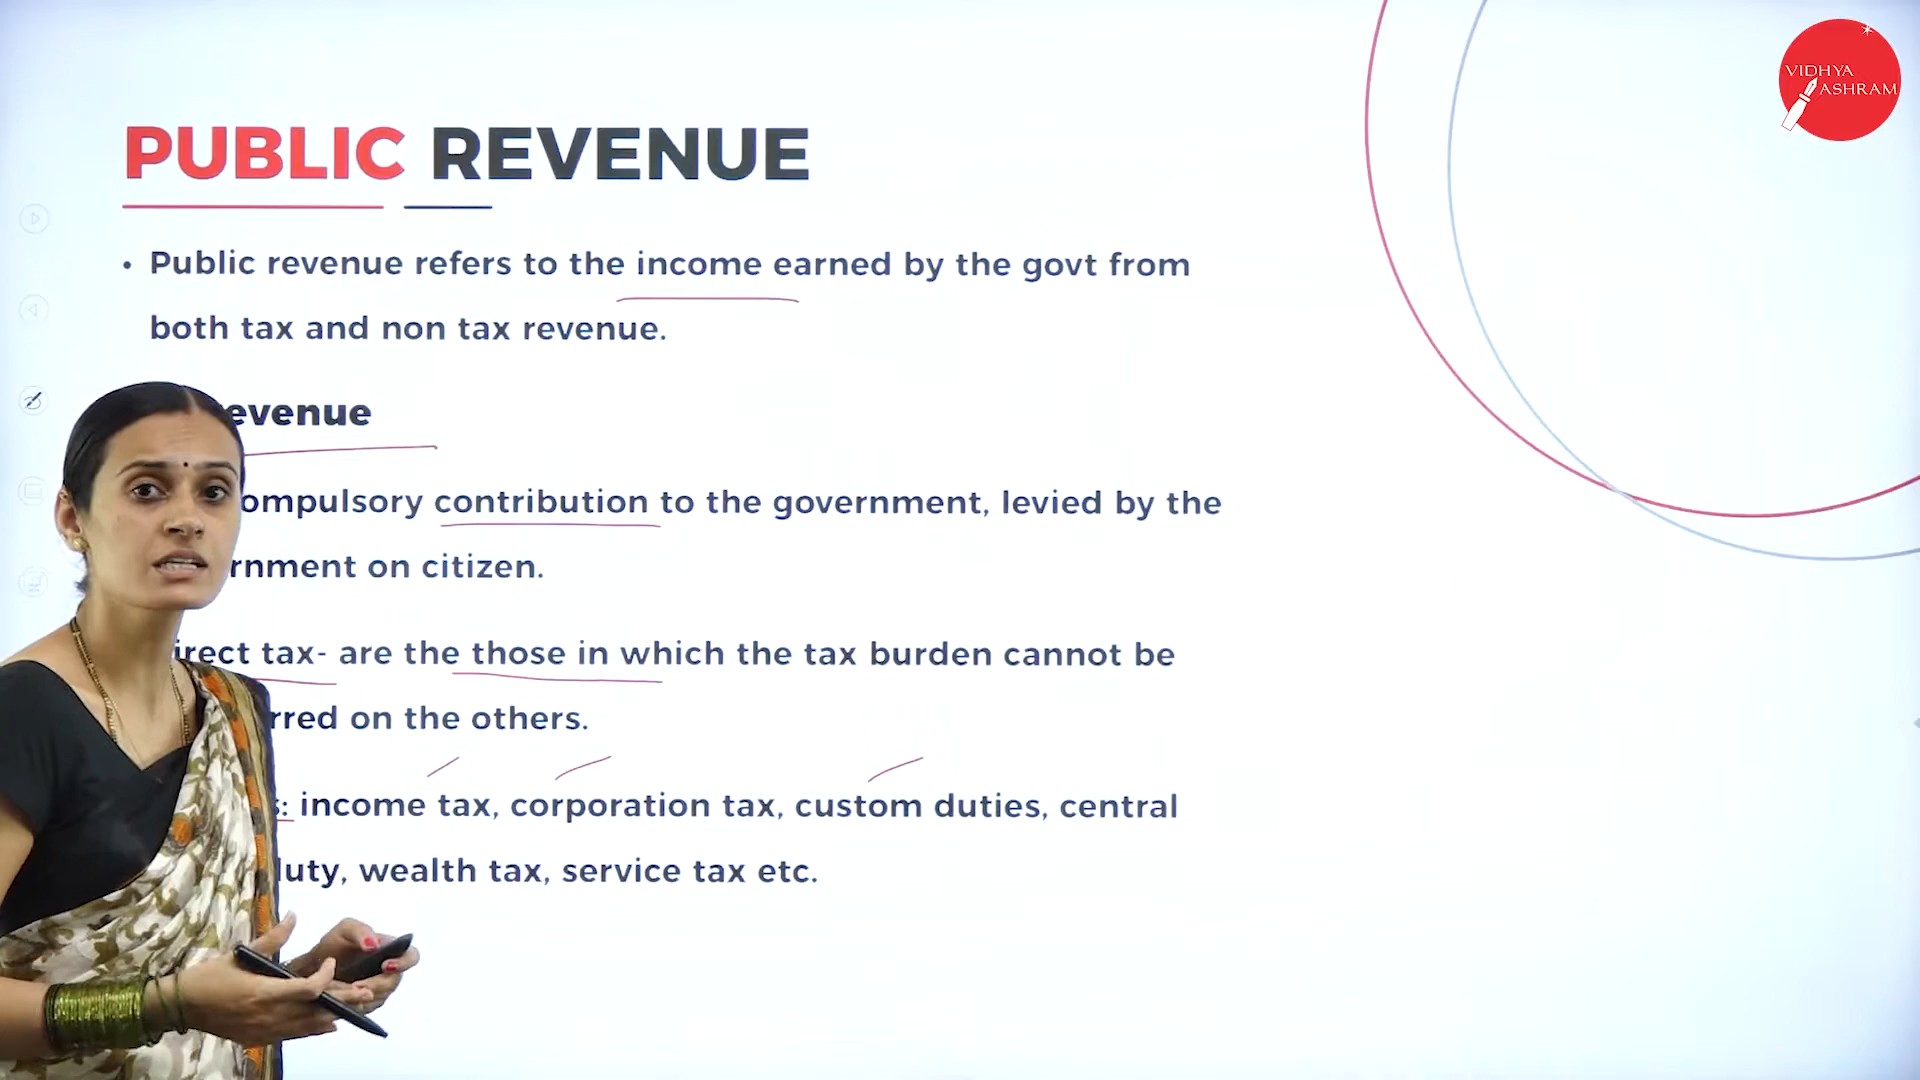 VIDHYA
ASHRAM
PUBLIC REVENUE
• Public revenue refers to the income earned by the govt from
both tax and non tax revenue.
evenue
ompulsory contribution to the government, levied by the
rnment on citizen.
irect tax- are the those in which the tax burden cannot be
rred on the others.
s: income tax, corporation tax, custom duties, central
duty, wealth tax, service tax etc.